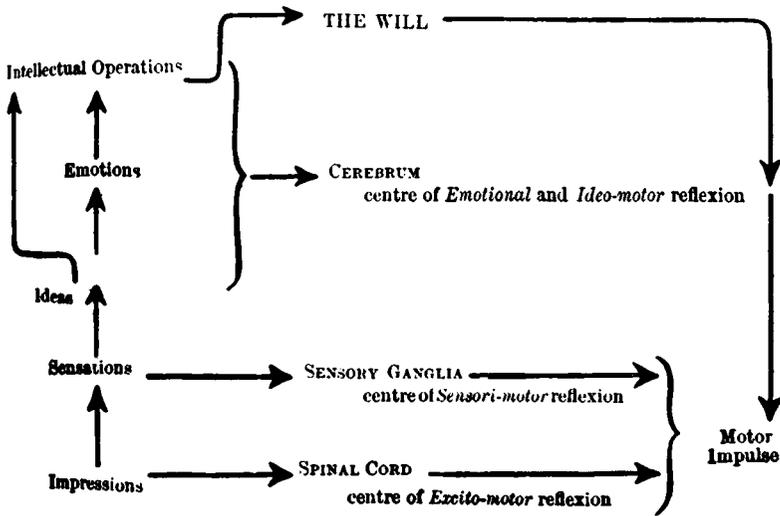 THE WILL
Intellectual Operations
Emotions
CEREBRUM
centre of Emotional and Ideo-motor reflexion
Ideas
Sensations
SENSORY GANGLIA
centre of Sensori-motor reflexion
Motor
Impulse
Impressions
SPINAL CORD
centre of Excito-motor reflexion